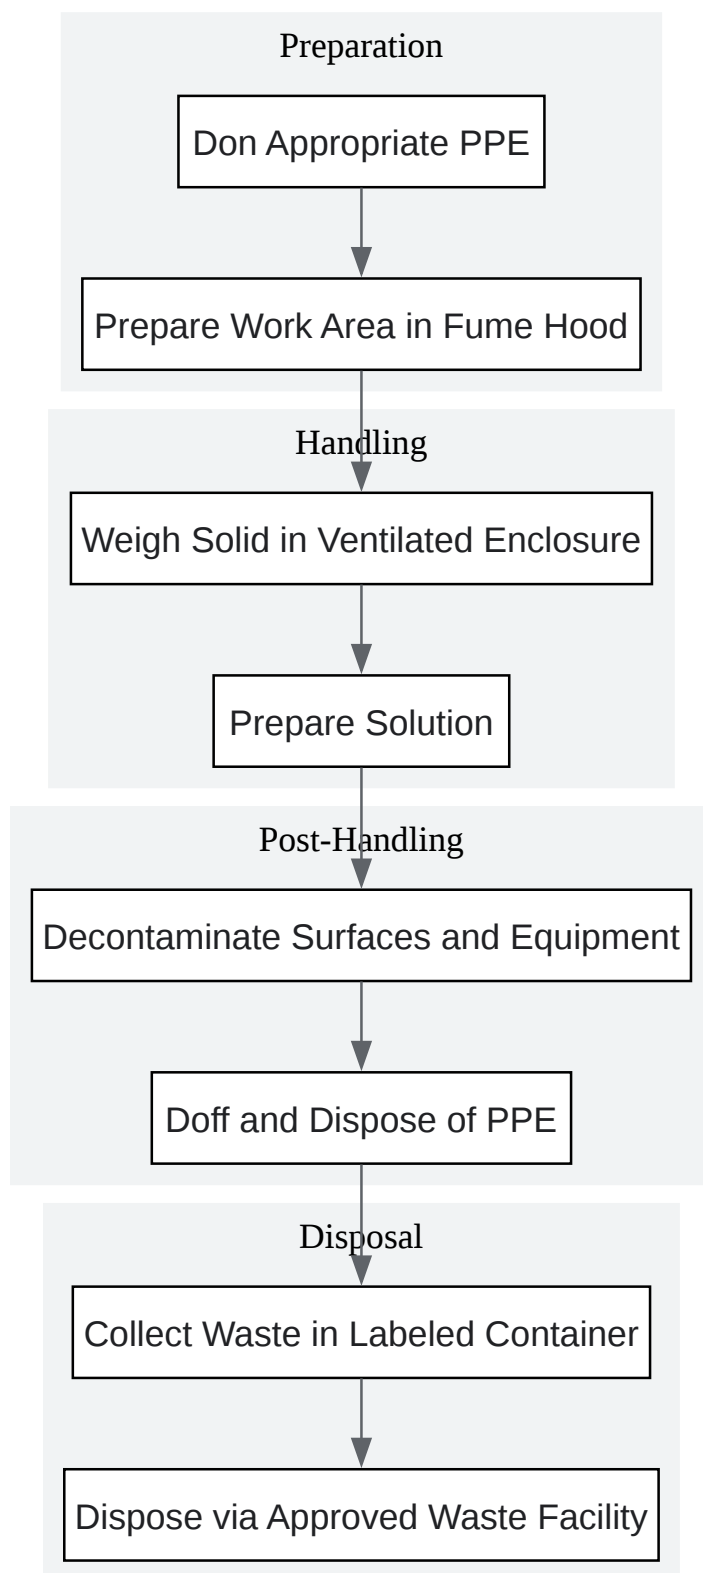 Preparation
Don Appropriate PPE
Prepare Work Area in Fume Hood
Handling
Weigh Solid in Ventilated Enclosure
Prepare Solution
Post-Handling
Decontaminate Surfaces and Equipment
Doff and Dispose of PPE
Disposal
Collect Waste in Labeled Container
Dispose via Approved Waste Facility